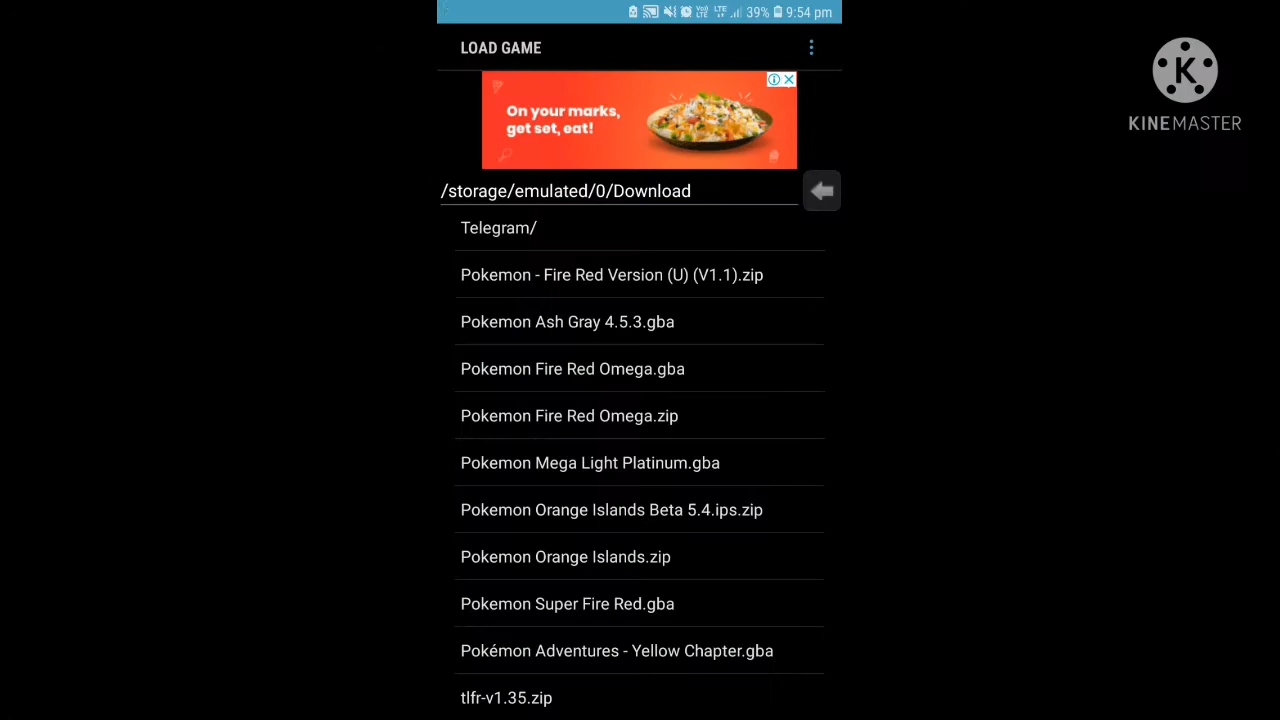 39% 9:54 pm
LOAD GAME
On your marks,
get set, eat!
/storage/emulated/0/Download
Telegram/
Pokemon - Fire Red Version (U) (V1.1).zip
Pokemon Ash Gray 4.5.3.gba
Pokemon Fire Red Omega.gba
Pokemon Fire Red Omega.zip
Pokemon Mega Light Platinum.gba
Pokemon Orange Islands Beta 5.4.ips.zip
Pokemon Orange Islands.zip
Pokemon Super Fire Red.gba
Pokémon Adventures - Yellow Chapter.gba
tlfr-v1.35.zip
K
KINEMASTER